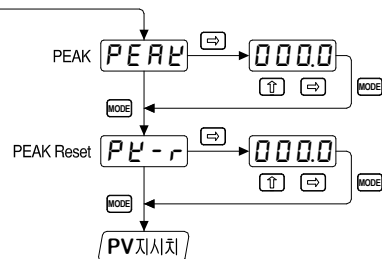 PEAK PEAK 000.0
MODE
MODE
PEAK Reset PK-r 000.0
MODE
MODE
PV지시치